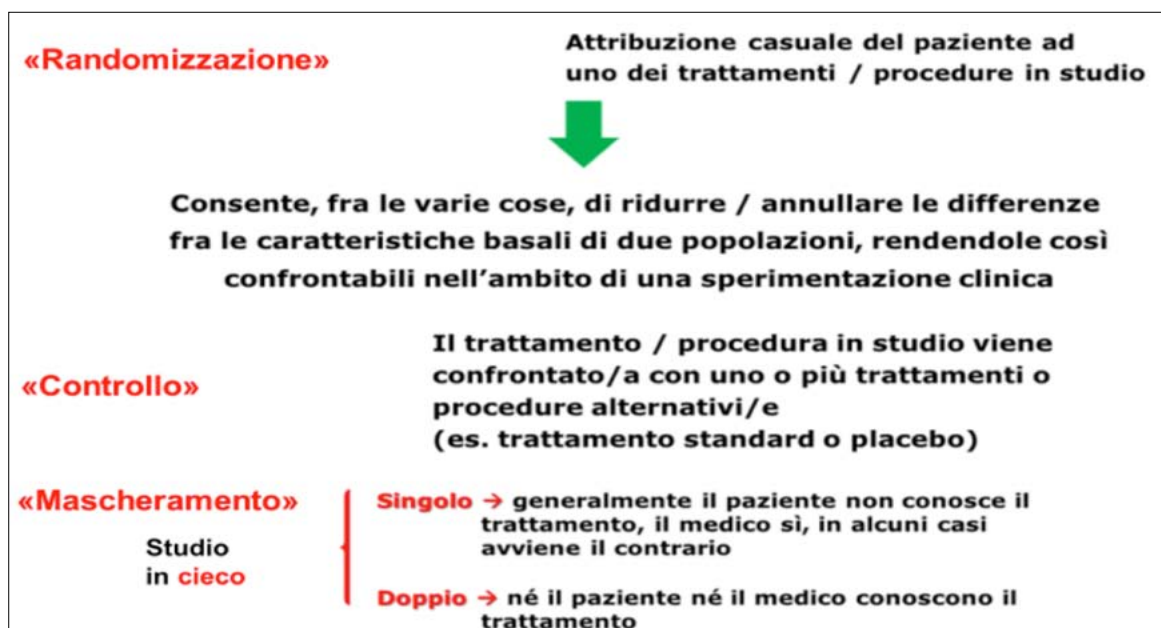 «Randomizzazione»
Attribuzione casuale del paziente ad
uno dei trattamenti / procedure in studio
Consente, fra le varie cose, di ridurre / annullare le differenze
fra le caratteristiche basali di due popolazioni, rendendole così
confrontabili nell'ambito di una sperimentazione clinica
«Controllo»
Il trattamento / procedura in studio viene
confrontato/a con uno o più trattamenti o
procedure alternativi/e
(es. trattamento standard o placebo)
«Mascheramento»
Studio
in cieco
Singolo → generalmente il paziente non conosce il
trattamento, il medico sì, in alcuni casi
avviene il contrario
Doppio → né il paziente né il medico conoscono il
trattamento